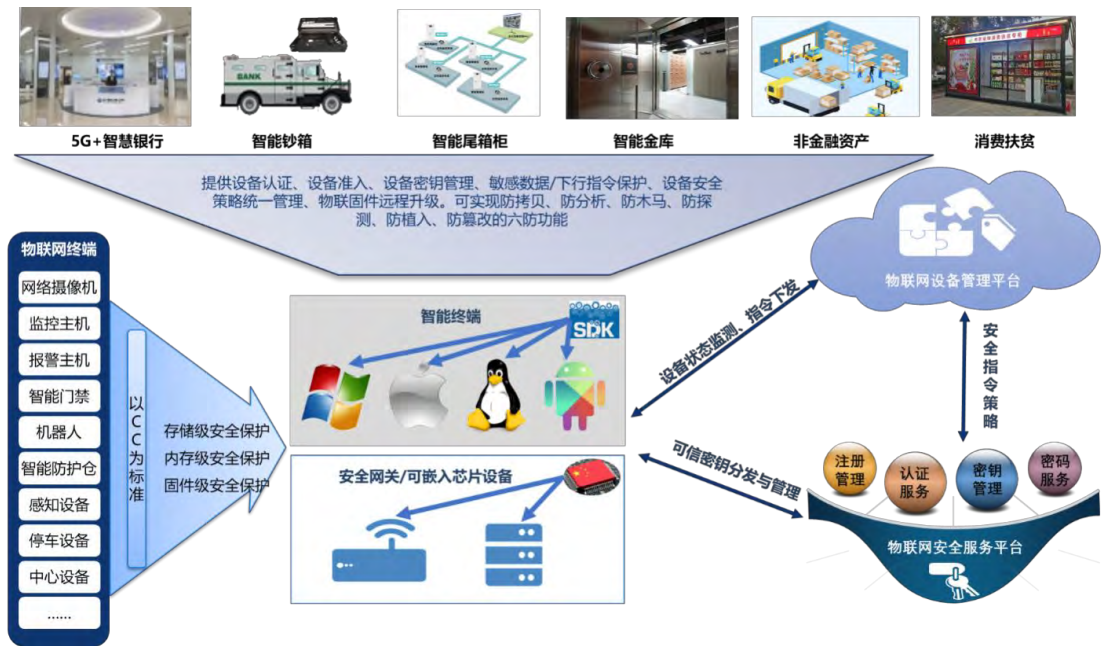 BANK
5G+智慧银行
智能钞箱
智能尾箱柜
智能金库
非金融资产
消费扶贫
提供设备认证、设备准入、设备密钥管理、敏感数据/下行指令保护、设备安全
策略统一管理、物联固件远程升级。可实现防拷贝、防分析、防木马、防探
测、防植入、防篡改的六防功能
物联网终端
网络摄像机
监控主机
报警主机
智能门禁
机器人
智能防护仓
感知设备
停车设备
中心设备
......
以CC为标准
存储级安全保护
内存级安全保护
固件级安全保护
智能终端
SDK
安全网关/可嵌入芯片设备
设备状态监测、指令下发
可信密钥分发与管理
物联网设备管理平台
安全指令策略
注册
管理
认证
服务
密钥
管理
密码
服务
物联网安全服务平台